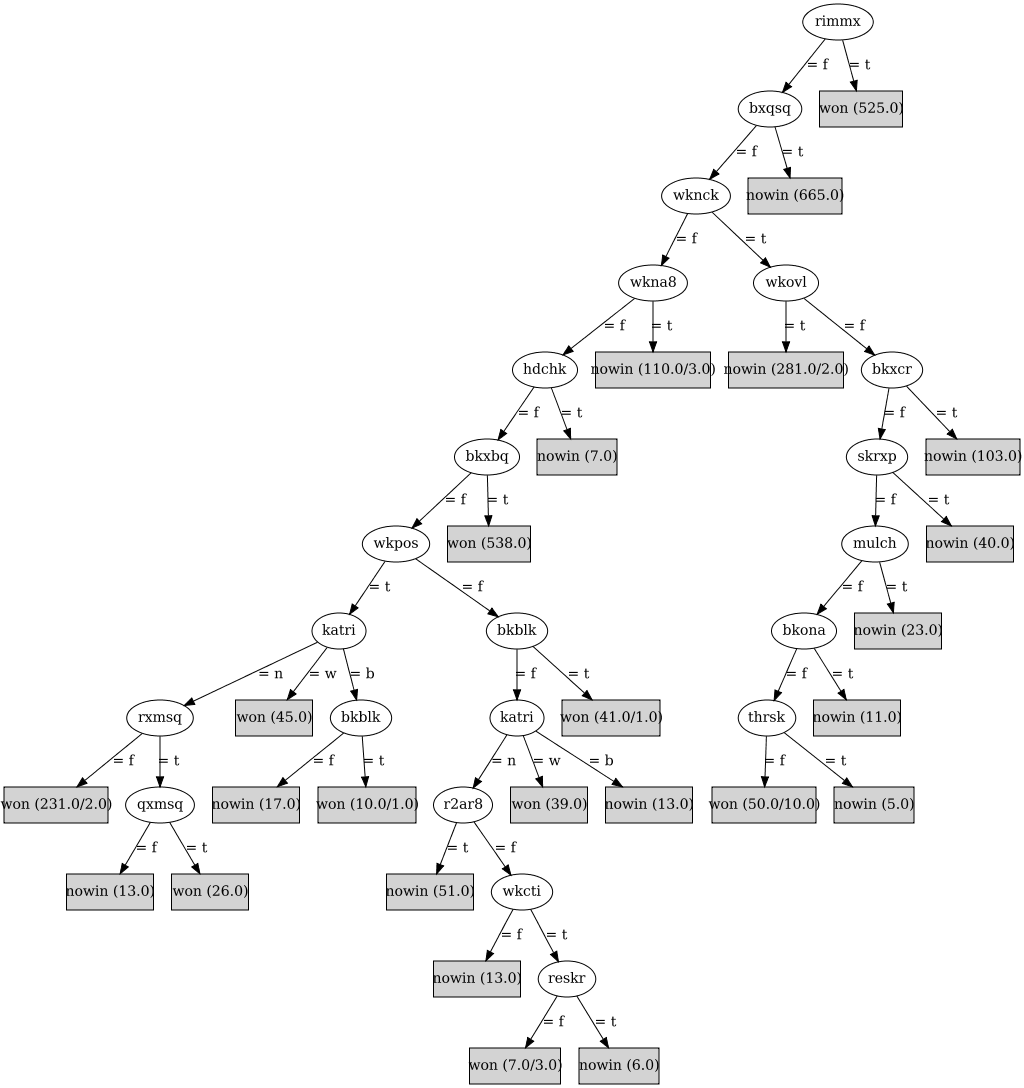 rimmx
= f
= t
bxqsq
won (525.0)
= f
= t
wknck
nowin (665.0)
= f
= t
wkna8
wkovl
= f
= t
= t
= f
hdchk
nowin (110.0/3.0)
nowin (281.0/2.0)
bkxcr
= f
= t
= f
= t
bkxbq
nowin (7.0)
skrxp
nowin (103.0)
= f
= t
= f
= t
wkpos
won (538.0)
mulch
nowin (40.0)
= t
= f
= f
= t
katri
bkblk
bkona
nowin (23.0)
= n
= w
= b
= f
= t
= f
= t
rxmsq
won (45.0)
bkblk
katri
won (41.0/1.0)
thrsk
nowin (11.0)
= f
= t
= f
= t
= n
= w
= b
= f
= t
won (231.0/2.0)
qxmsq
nowin (17.0)
won (10.0/1.0)
r2ar8
won (39.0)
nowin (13.0)
won (50.0/10.0)
nowin (5.0)
= f
= t
= t
= f
nowin (13.0)
won (26.0)
nowin (51.0)
wkcti
= f
= t
nowin (13.0)
reskr
= f
= t
won (7.0/3.0)
nowin (6.0)